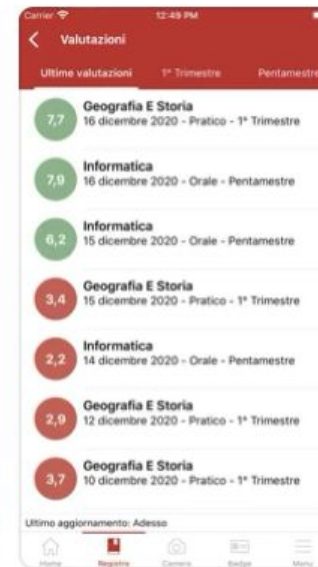 Carrier 12:49 PM
Valutazioni
Ultime valutazioni 1° Trimestre Pentamestre
7,7 Geografia E Storia
16 dicembre 2020 - Pratico - 1° Trimestre
7,9 Informatica
16 dicembre 2020 - Orale - Pentamestre
6,2 Informatica
15 dicembre 2020 - Orale - Pentamestre
3,4 Geografia E Storia
15 dicembre 2020 - Pratico - 1° Trimestre
2,2 Informatica
14 dicembre 2020 - Orale - Pentamestre
2,9 Geografia E Storia
12 dicembre 2020 - Pratico - 1° Trimestre
3,7 Geografia E Storia
10 dicembre 2020 - Pratico - 1° Trimestre
Ultimo aggiornamento: Adesso
Home Registro Camera Badge Menu